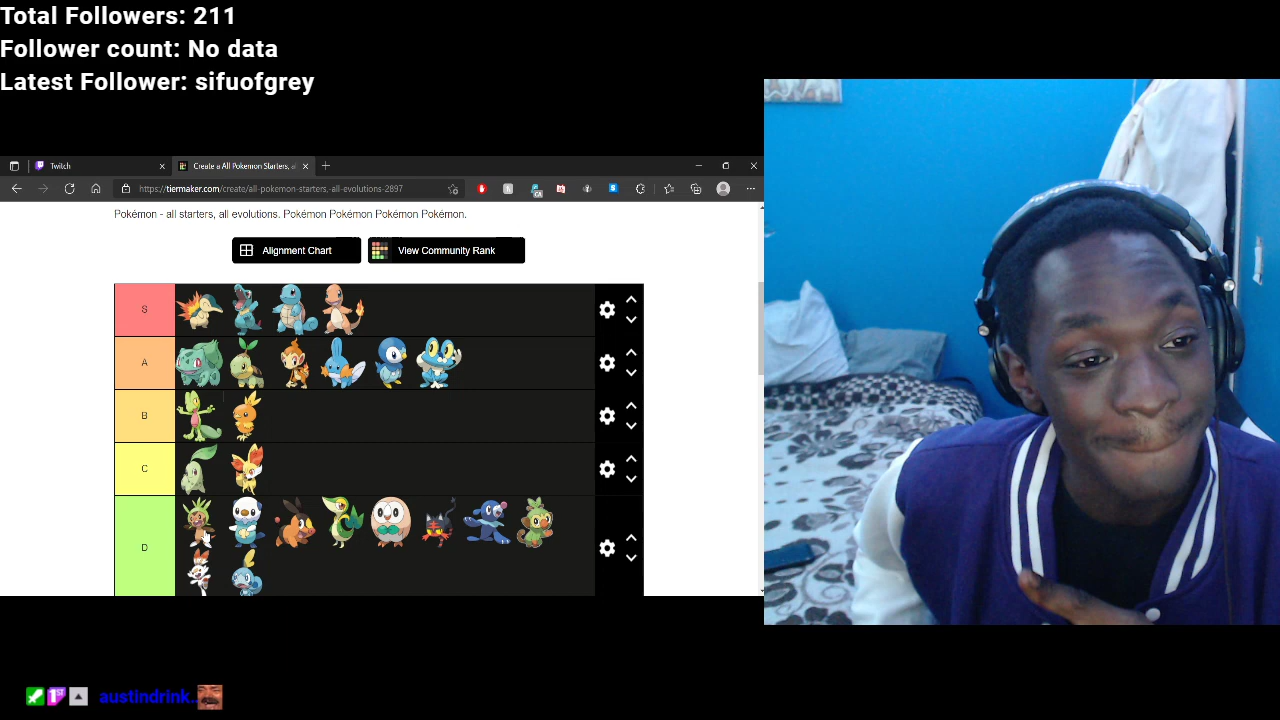 Total Followers: 211
Follower count: No data
Latest Follower: sifuofgrey
Twitch
Create a All Pokemon Starters, a
https://tiermaker.com/create/all-pokemon-starters,-all-evolutions-2897
Pokémon - all starters, all evolutions. Pokémon Pokémon Pokémon Pokémon.
Alignment Chart
View Community Rank
S
A
B
C
D
1ST
austindrink..